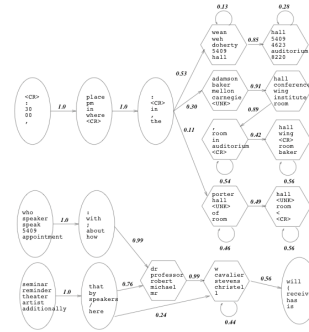 0.13
0.28
wean
weh
doherty
5409
hall
0.85
hall
5409
4623
auditorium
8220
<CR>
:
30
00
,
1.0
place
pm
in
where
<CR>
1.0
:
<CR>
in
,
the
0.53
0.30
0.11
adamson
baker
mellon
carnegie
<UNK>
0.91
hall
conference
wing
institute
room
0.89
,
room
in
auditorium
<CR>
0.42
hall
wing
<CR>
room
baker
0.54
0.56
porter
hall
<UNK>
of
room
0.49
hall
<UNK>
room
<
<CR>
0.46
0.56
who
speaker
speak
5409
appointment
1.0
:
with
;
about
how
0.99
dr
professor
robert
michael
mr
0.99
w
cavalier
stevens
christel
l
0.56
will
(
receiv
has
is
0.44
seminar
reminder
theater
artist
additionally
1.0
that
by
speakers
/
here
0.76
0.24